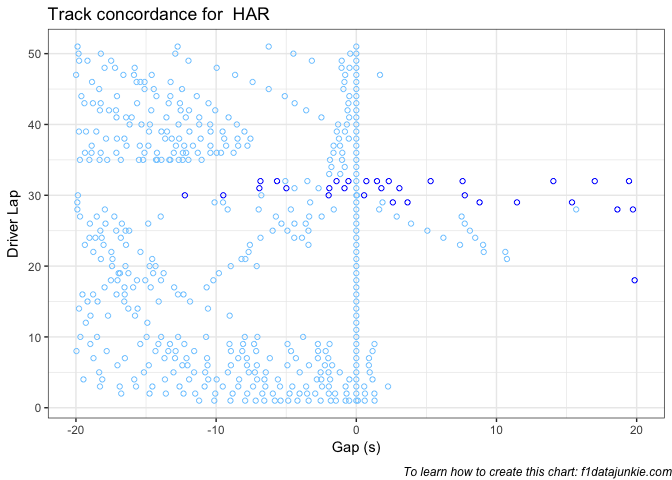 Track concordance for HAR
Driver Lap
50
40
30
20
10
0
-20 -10 0 10 20
Gap (s)
To learn how to create this chart: f1datajunkie.com